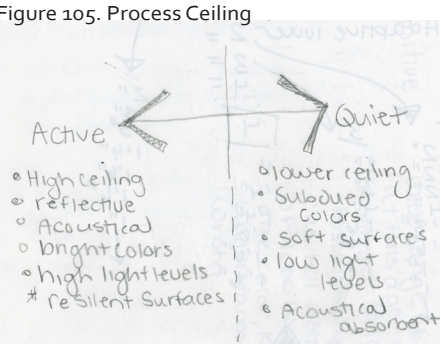 Figure 105. Process Ceiling
Active
• High ceiling
• reflective
• Acoustical
• bright colors
• high light levels
* resilent Surfaces
Quiet
• lower ceiling
• Subdued
colors
• soft surfaces
• low light
levels
• Acoustical
absorbent